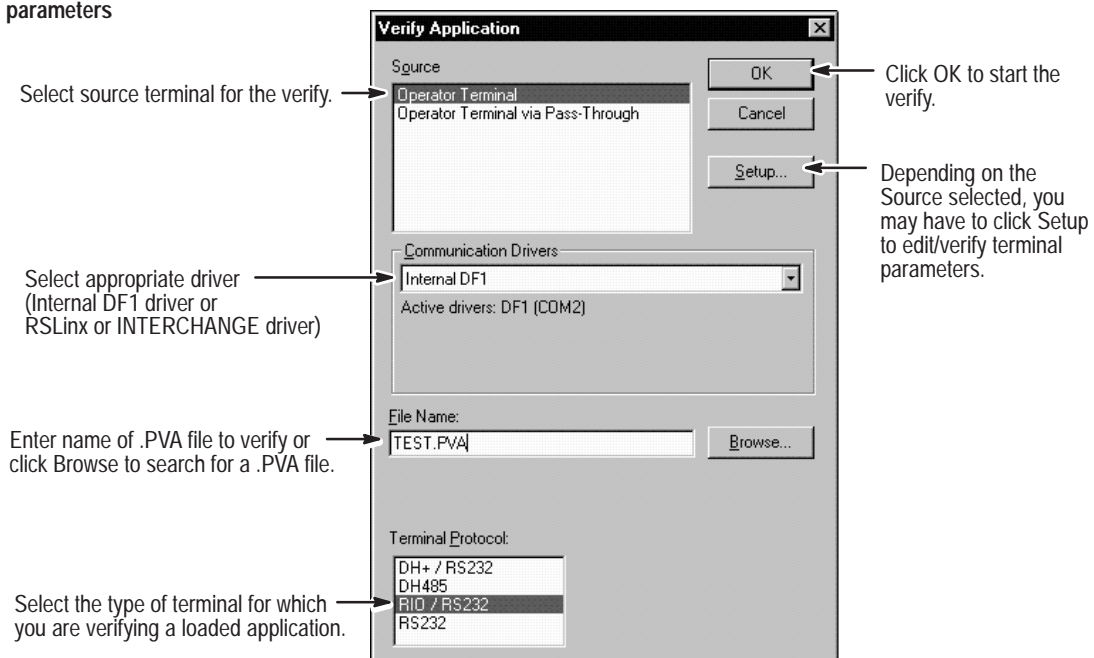 parameters
Verify Application
Source
Operator Terminal
Operator Terminal via Pass-Through
OK
Cancel
Setup...
Select source terminal for the verify.
Click OK to start the
verify.
Depending on the
Source selected, you
may have to click Setup
to edit/verify terminal
parameters.
Communication Drivers
Internal DF1
Active drivers: DF1 (COM2)
Select appropriate driver
(Internal DF1 driver or
RSLinx or INTERCHANGE driver)
File Name:
TEST.PVA
Browse...
Enter name of .PVA file to verify or
click Browse to search for a .PVA file.
Terminal Protocol:
DH+ / RS232
DH485
RIO / RS232
RS232
Select the type of terminal for which
you are verifying a loaded application.